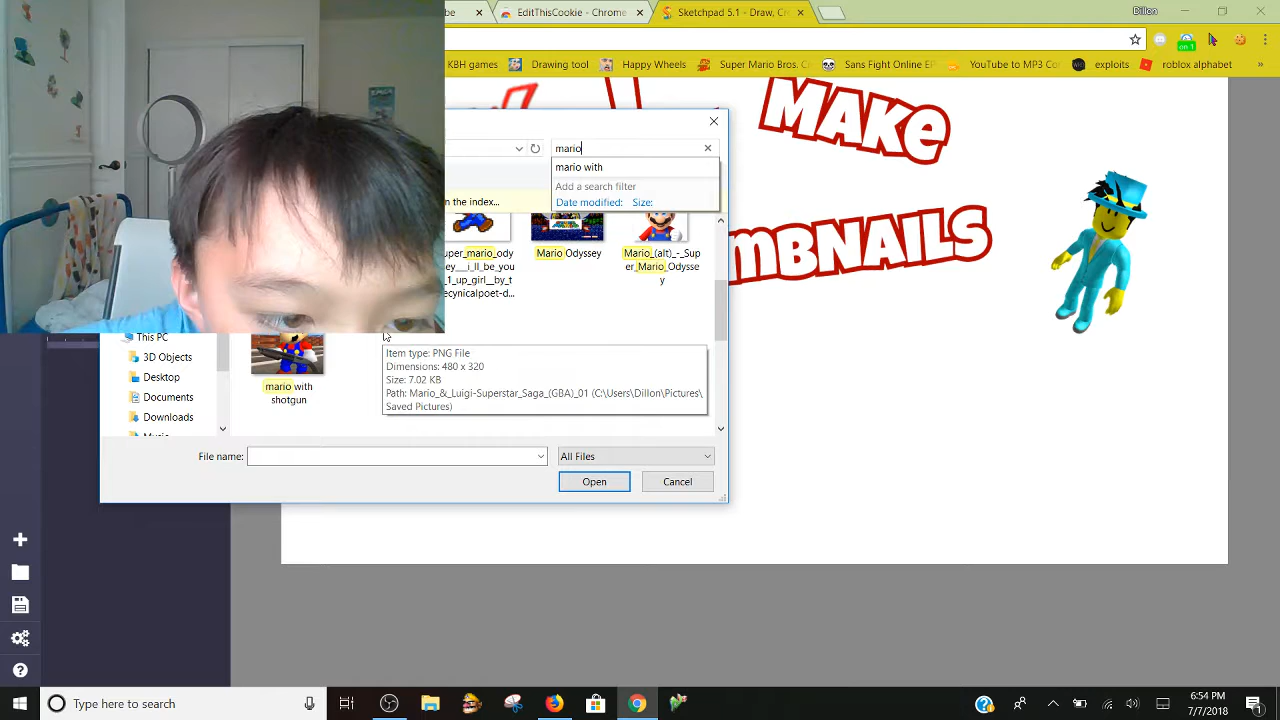 be
EditThisCookie - Chrome
Sketchpad 5.1 - Draw, Cr
Dillon
KBH games
Drawing tool
Happy Wheels
Super Mario Bros. C
Sans Fight Online EP
YouTube to MP3 Co
exploits
roblox alphabet
»
on 1
MAKe
mBNAiLS
mario
mario with
Add a search filter
Date modified: Size:
n the index...
uper_mario_ody
ey__i_ll_be_you
_1_up_girl__by_t
ecynicalpoet-d...
Mario Odyssey
Mario_(alt)_-_Sup
er_Mario_Odysse
y
This PC
3D Objects
Desktop
Documents
Downloads
mario with
shotgun
Item type: PNG File
Dimensions: 480 x 320
Size: 7.02 KB
Path: Mario_&_Luigi-Superstar_Saga_(GBA)_01 (C:\Users\Dillon\Pictures\
Saved Pictures)
File name:
All Files
Open
Cancel
Type here to search
6:54 PM
7/7/2018